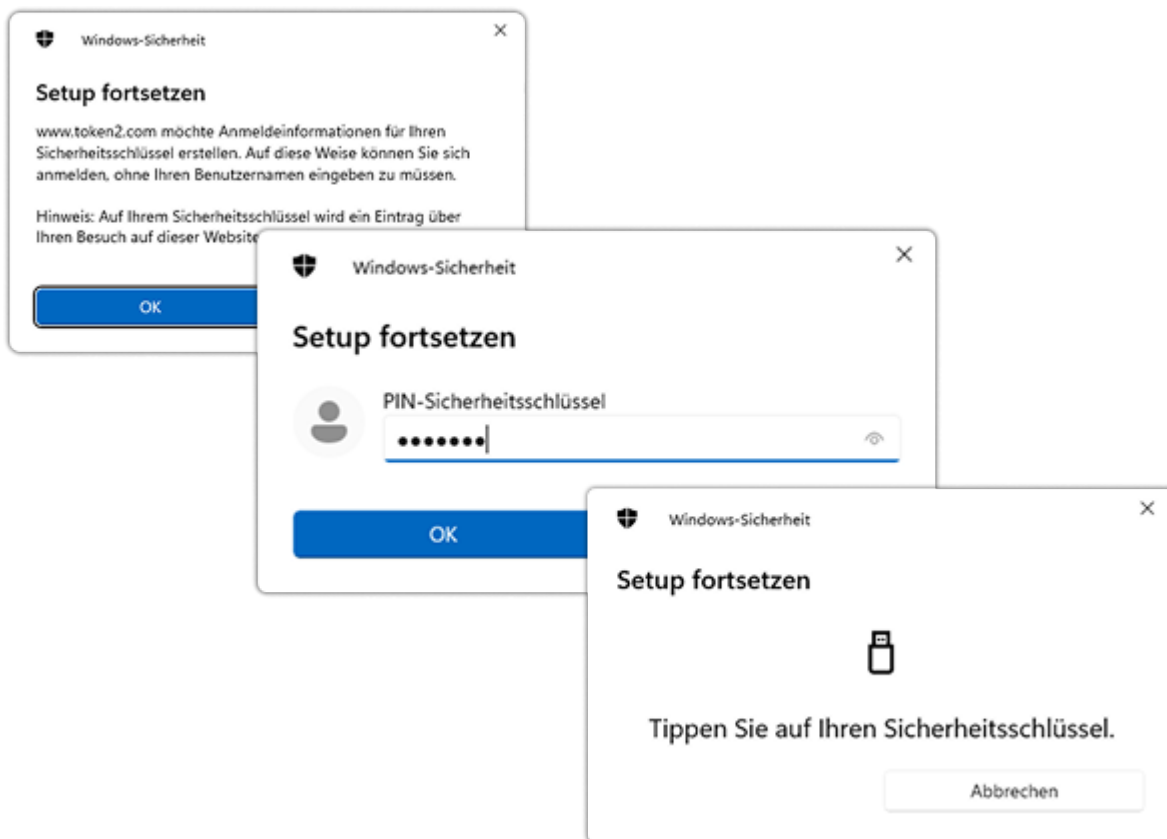 Windows-Sicherheit
Setup fortsetzen
www.token2.com möchte Anmeldeinformationen für Ihren
Sicherheitsschlüssel erstellen. Auf diese Weise können Sie sich
anmelden, ohne Ihren Benutzernamen eingeben zu müssen.
Hinweis: Auf Ihrem Sicherheitsschlüssel wird ein Eintrag über
Ihren Besuch auf dieser Website
OK
Windows-Sicherheit
Setup fortsetzen
PIN-Sicherheitsschlüssel
OK
Windows-Sicherheit
Setup fortsetzen
Tippen Sie auf Ihren Sicherheitsschlüssel.
Abbrechen